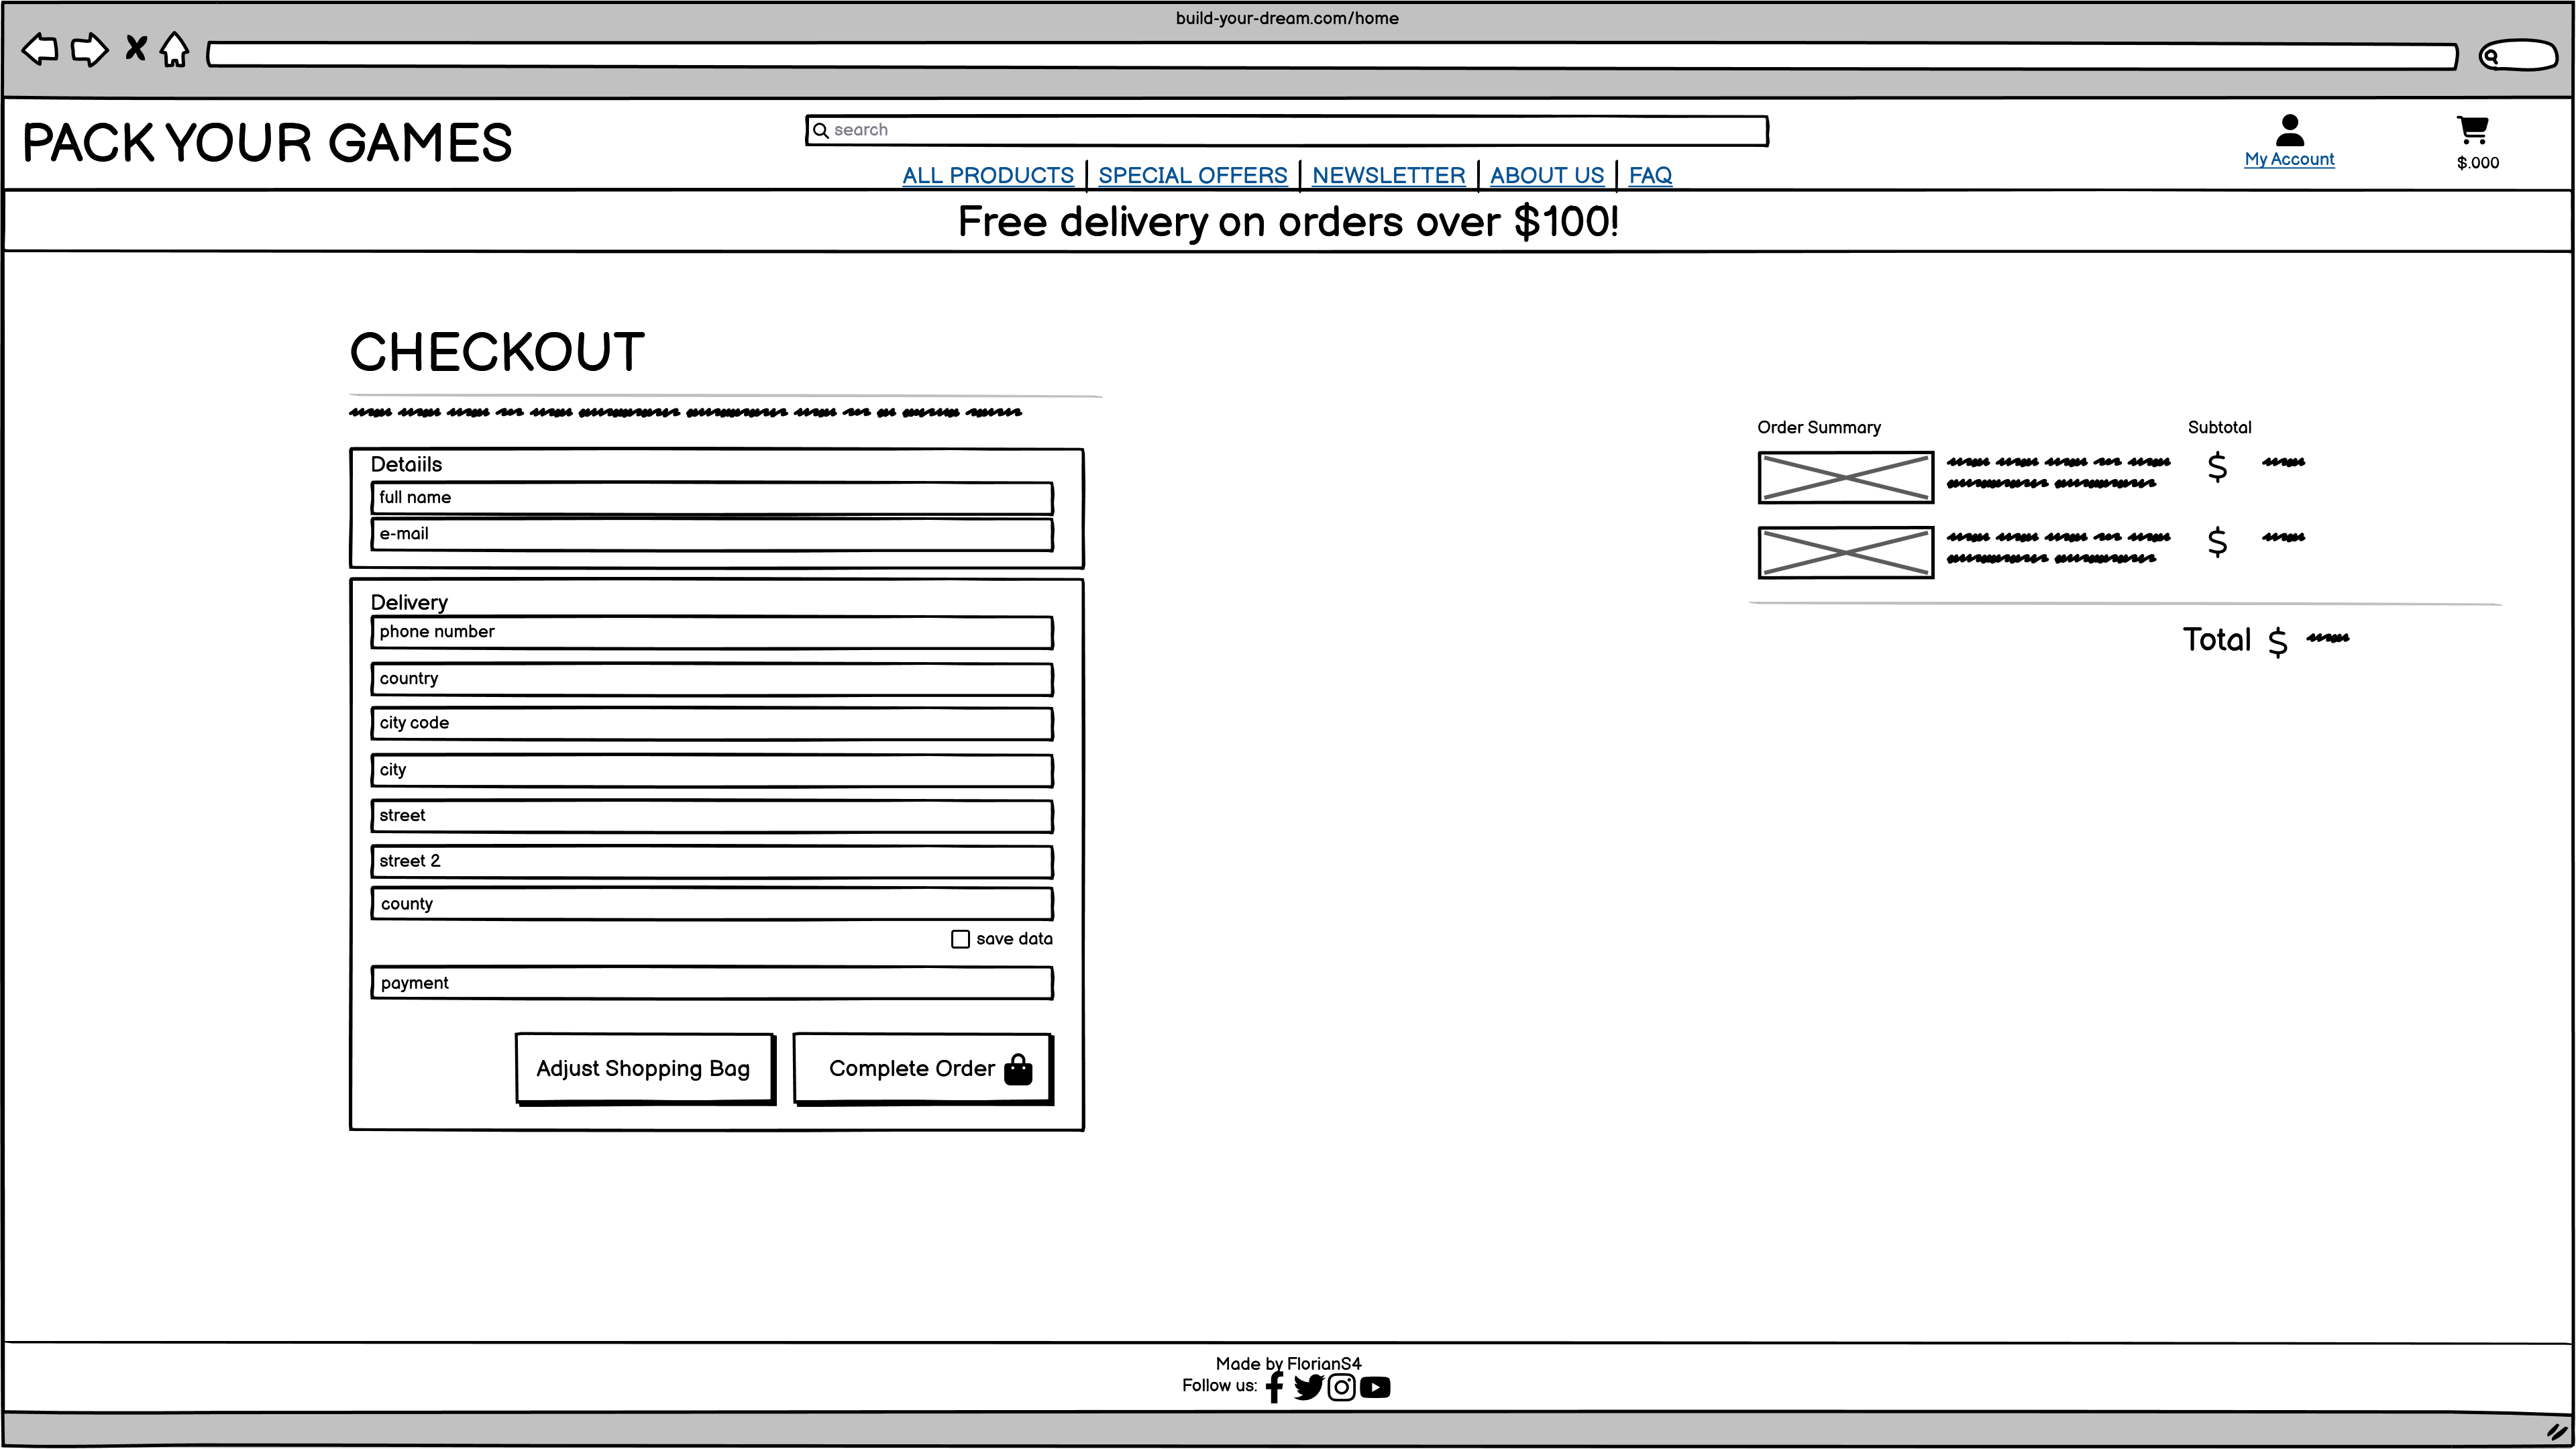 build-your-dream.com/home
PACK YOUR GAMES
search
ALL PRODUCTS | SPECIAL OFFERS | NEWSLETTER | ABOUT US | FAQ
My Account
$.000
Free delivery on orders over $100!
CHECKOUT
Detaiils
full name
e-mail
Delivery
phone number
country
city code
city
street
street 2
county
save data
payment
Adjust Shopping Bag
Complete Order
Order Summary Subtotal
$
$
Total $
Made by FlorianS4
Follow us: